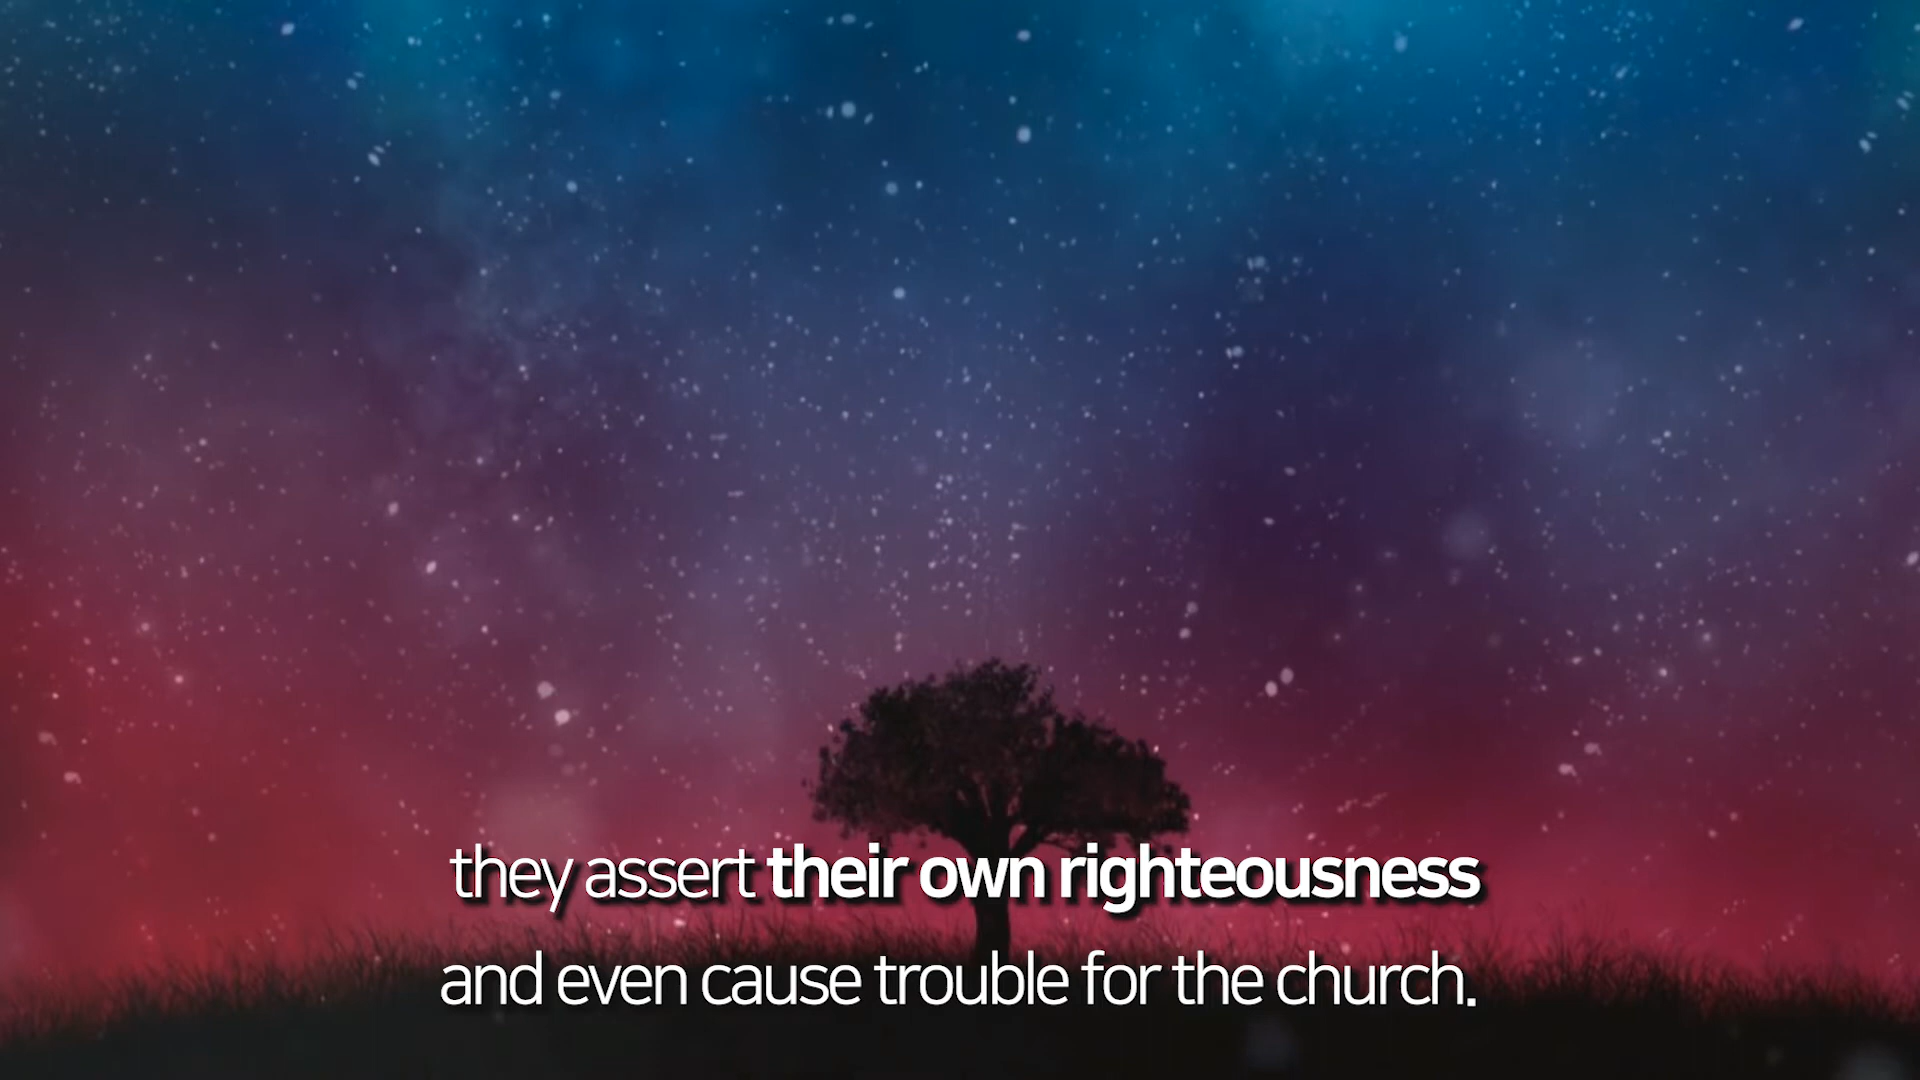 they assert their own righteousness
and even cause trouble for the church.